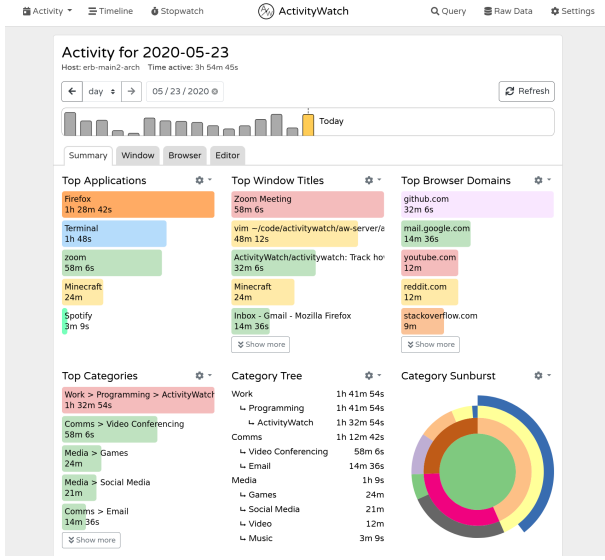 Activity
Timeline
Stopwatch
ActivityWatch
Query
Raw Data
Settings
Activity for 2020-05-23
Host: erb-main2-arch Time active: 3h 54m 45s
day
05 / 23 / 2020
Refresh
Today
Summary
Window
Browser
Editor
Top Applications
Firefox
1h 28m 42s
Terminal
1h 48s
zoom
58m 6s
Minecraft
24m
Spotify
3m 9s
Top Window Titles
Zoom Meeting
58m 6s
vim ~/code/activitywatch/aw-server/a
48m 12s
ActivityWatch/activitywatch: Track ho
32m 6s
Minecraft
24m
Inbox - Gmail - Mozilla Firefox
14m 36s
Show more
Top Browser Domains
github.com
32m 6s
mail.google.com
14m 36s
youtube.com
12m
reddit.com
12m
stackoverflow.com
9m
Show more
Top Categories
Work > Programming > ActivityWatch
1h 32m 54s
Comms > Video Conferencing
58m 6s
Media > Games
24m
Media > Social Media
21m
Comms > Email
14m 36s
Show more
Category Tree
Work 1h 41m 54s
Programming 1h 41m 54s
ActivityWatch 1h 32m 54s
Comms 1h 12m 42s
Video Conferencing 58m 6s
Email 14m 36s
Media 1h 9s
Games 24m
Social Media 21m
Video 12m
Music 3m 9s
Category Sunburst